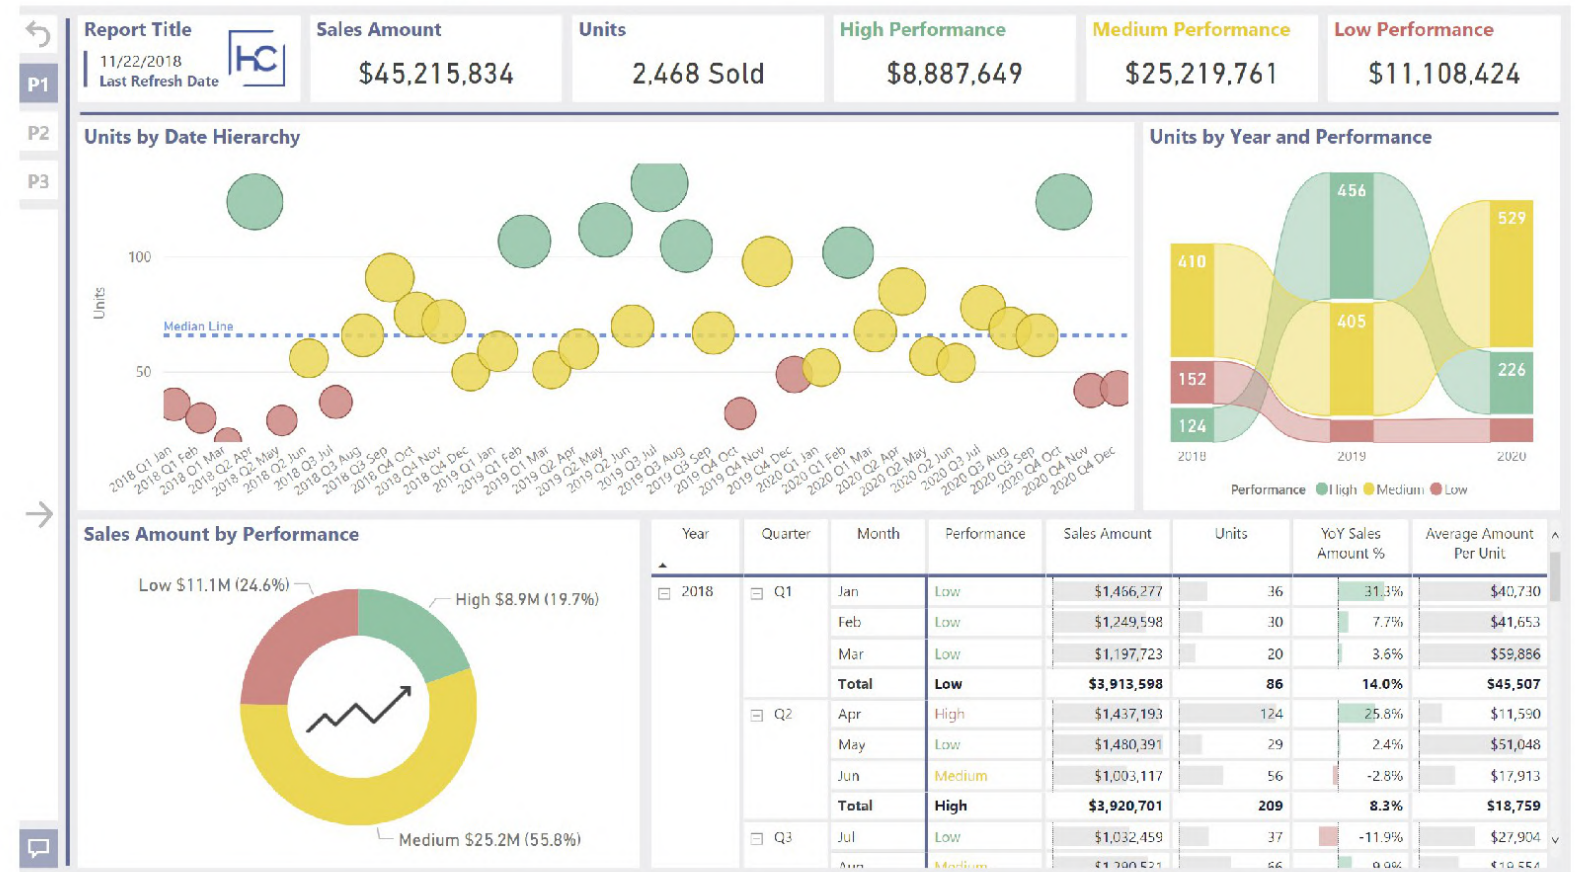 Report Title
11/22/2018
Last Refresh Date
hC
Sales Amount
$45,215,834
Units
2,468 Sold
High Performance
$8,887,649
Medium Performance
$25,219,761
Low Performance
$11,108,424
P1
P2
P3
Units by Date Hierarchy
Units
100
50
Median Line
2018 Q1 Jan
2018 Q1 Feb
2018 Q1 Mar
2018 Q2 Apr
2018 Q2 May
2018 Q2 Jun
2018 Q3 Jul
2018 Q3 Aug
2018 Q3 Sep
2018 Q4 Oct
2018 Q4 Nov
2018 Q4 Dec
2019 Q1 Jan
2019 Q1 Feb
2019 Q1 Mar
2019 Q2 Apr
2019 Q2 May
2019 Q2 Jun
2019 Q3 Jul
2019 Q3 Aug
2019 Q3 Sep
2019 Q4 Oct
2019 Q4 Nov
2019 Q4 Dec
2020 Q1 Jan
2020 Q1 Feb
2020 Q1 Mar
2020 Q2 Apr
2020 Q2 May
2020 Q2 Jun
2020 Q3 Jul
2020 Q3 Aug
2020 Q3 Sep
2020 Q4 Oct
2020 Q4 Nov
2020 Q4 Dec
Units by Year and Performance
410
152
124
456
405
529
226
2018 2019 2020
Performance High Medium Low
Sales Amount by Performance
Low $11.1M (24.6%)
High $8.9M (19.7%)
Medium $25.2M (55.8%)
Year Quarter Month Performance Sales Amount Units YoY Sales Amount % Average Amount Per Unit
2018 Q1 Jan Low $1,466,277 36 31.3% $40,730
Feb Low $1,249,598 30 7.7% $41,653
Mar Low $1,197,723 20 3.6% $59,886
Total Low $3,913,598 86 14.0% $45,507
Q2 Apr High $1,437,193 124 25.8% $11,590
May Low $1,480,391 29 2.4% $51,048
Jun Medium $1,003,117 56 -2.8% $17,913
Total High $3,920,701 209 8.3% $18,759
Q3 Jul Low $1,032,459 37 -11.9% $27,904
Aug Medium $1,290,531 66 9.9% $19,554